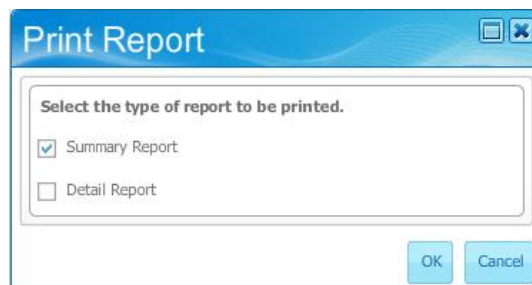 Print Report
Select the type of report to be printed.
Summary Report
Detail Report
OK Cancel